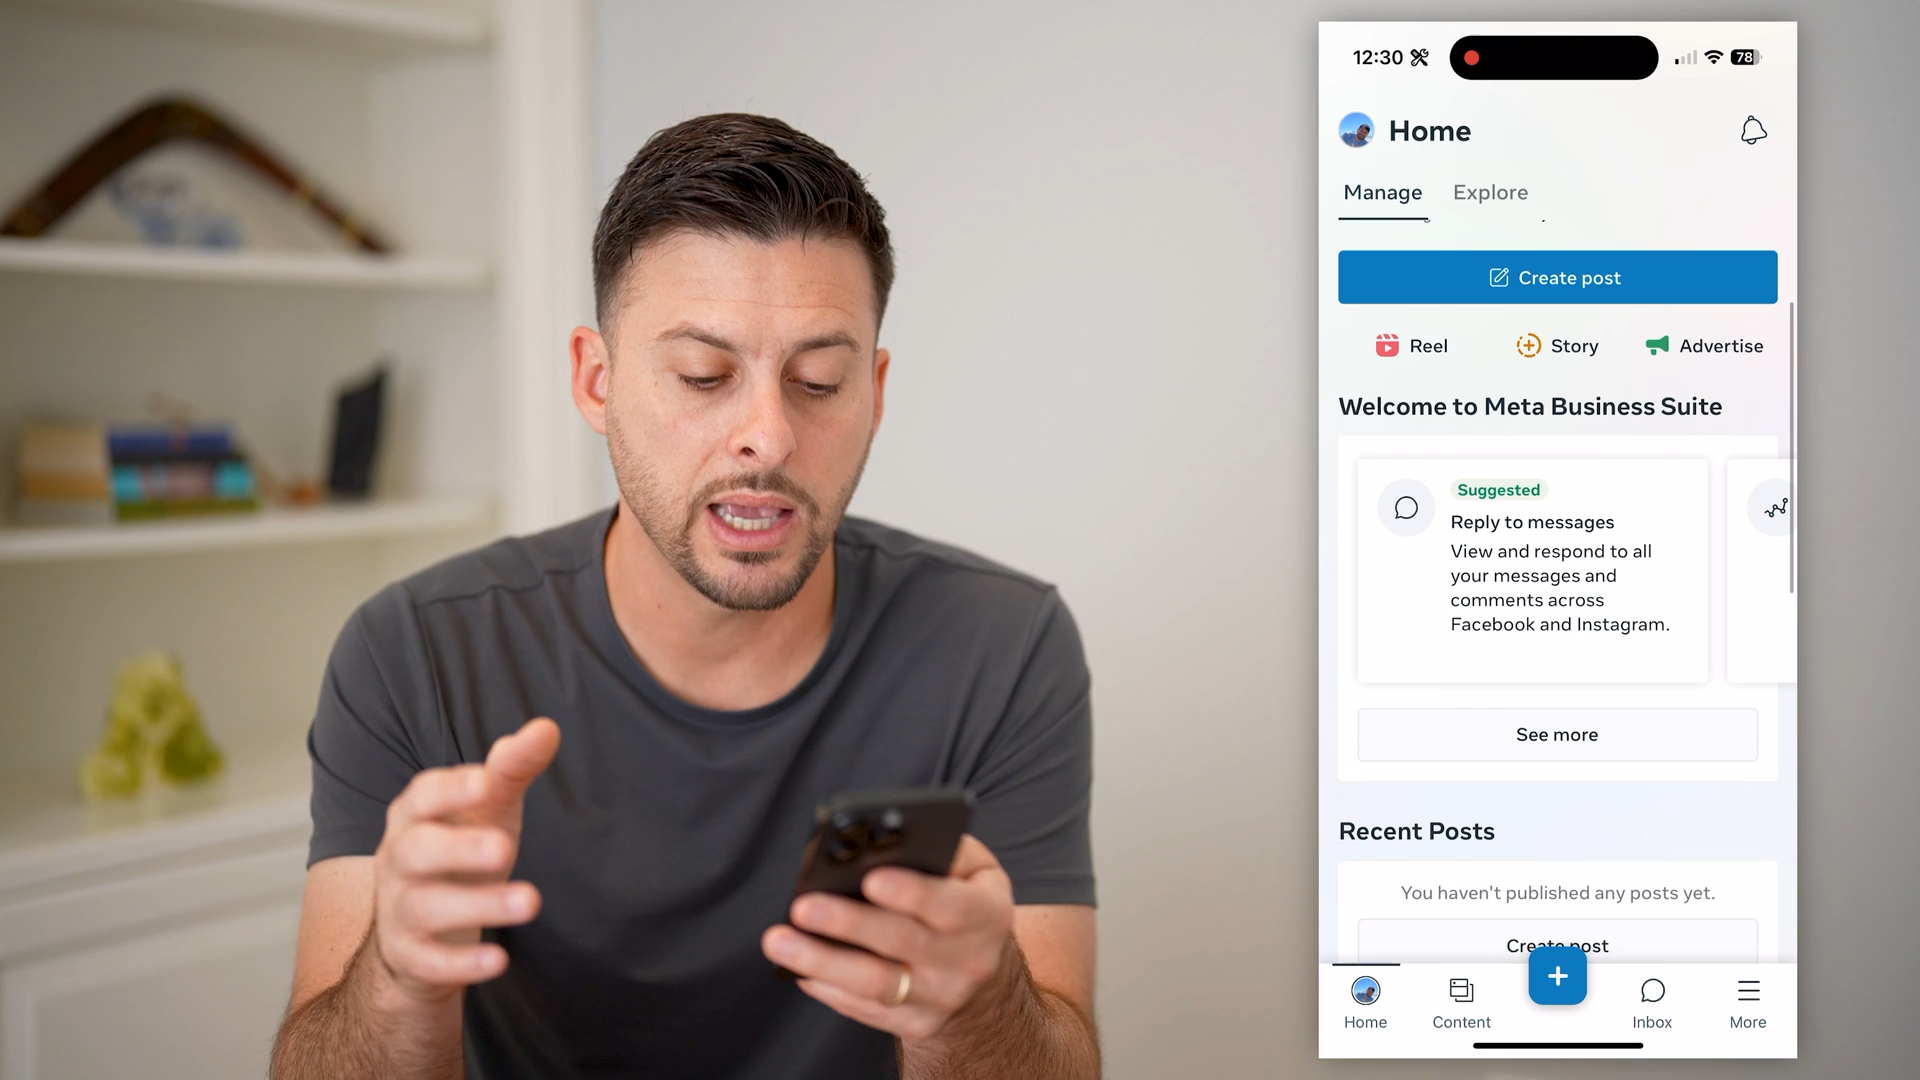 12:30
78
Home
Manage Explore
Create post
Reel Story Advertise
Welcome to Meta Business Suite
Suggested
Reply to messages
View and respond to all
your messages and
comments across
Facebook and Instagram.
See more
Recent Posts
You haven't published any posts yet.
Create post
Home Content Inbox More